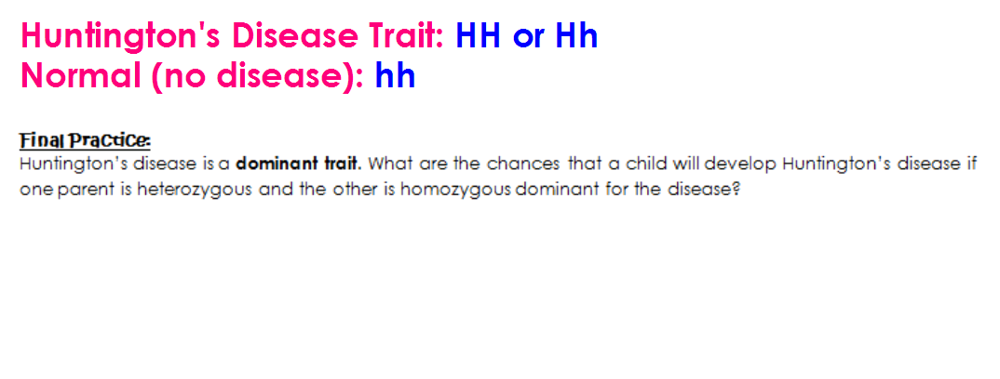 Huntington's Disease Trait: HH or Hh
Normal (no disease): hh
Final Practice:
Huntington's disease is a dominant trait. What are the chances that a child will develop Huntington's disease if
one parent is heterozygous and the other is homozygous dominant for the disease?